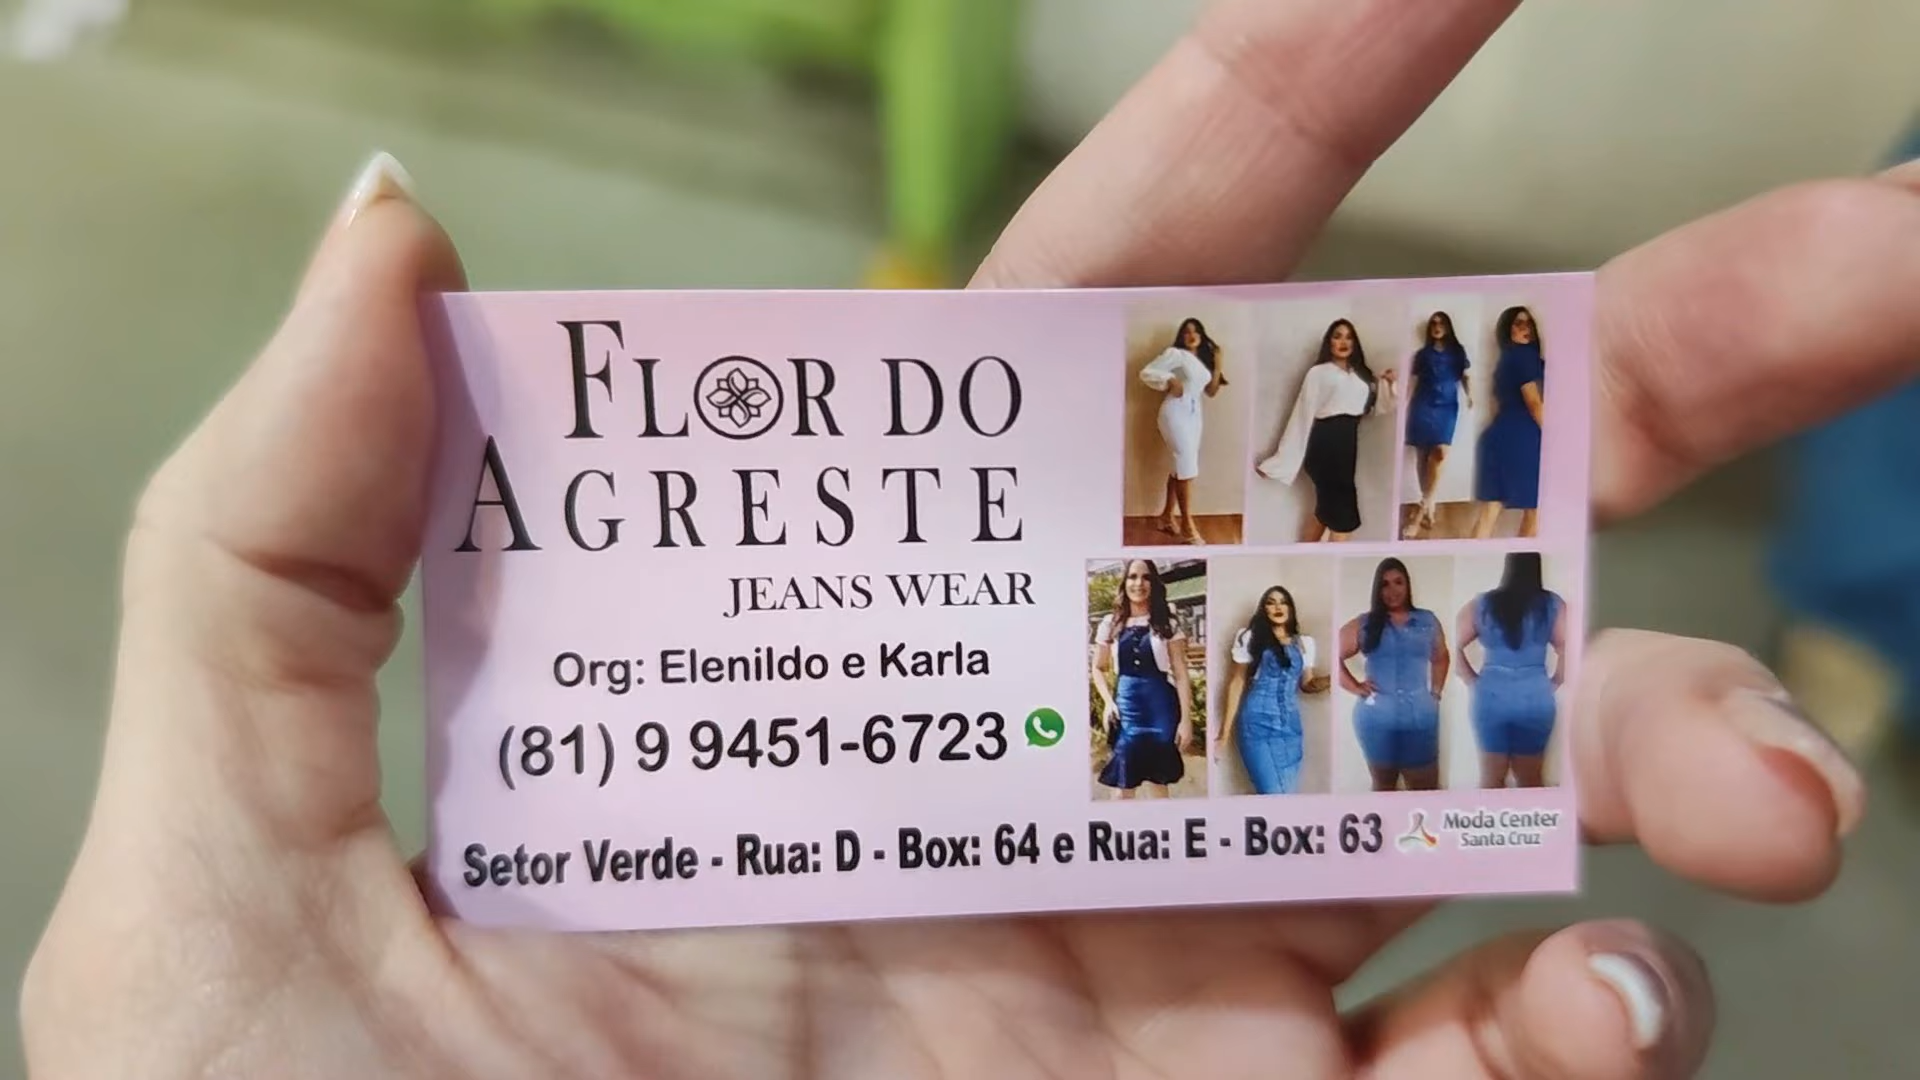 FLOR DO
AGRESTE
JEANS WEAR
Org: Elenildo e Karla
(81) 9 9451-6723
Setor Verde - Rua: D - Box: 64 e Rua: E - Box: 63
Moda Center
Santa Cruz